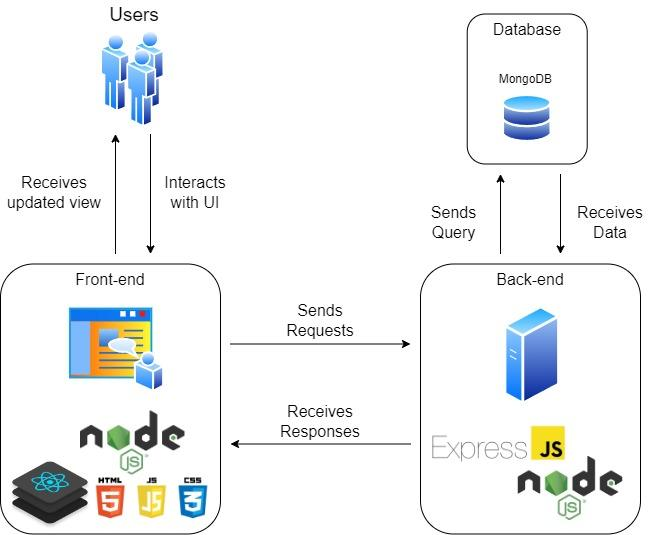 Users
Database
MongoDB
Receives
updated view
Interacts
with UI
Sends
Query
Receives
Data
Front-end
Back-end
Sends
Requests
Receives
Responses
node
JS
HTML
5
JS
JS
CSS
3
Express
JS
node
JS